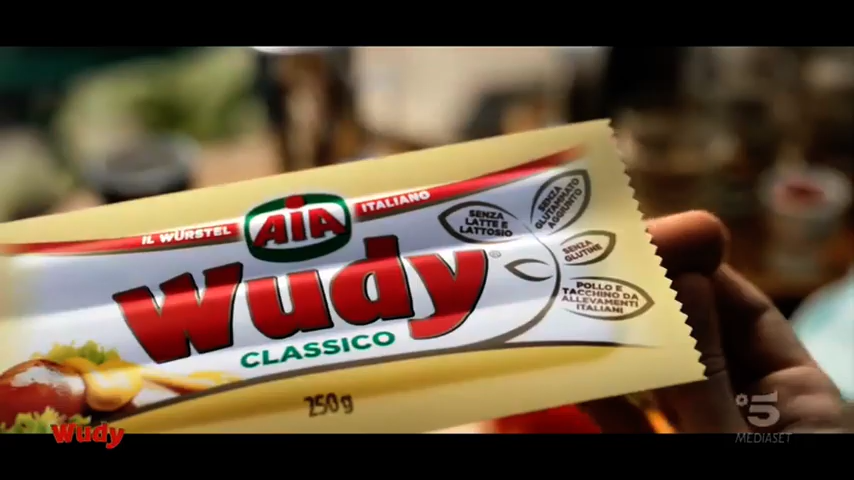 IL WÜRSTEL AIA ITALIANO
Wudy®
CLASSICO
250g
SENZA
LATTE E
LATTOSIO
SENZA
GLUTAMMATO
AGGIUNTO
SENZA
GLUTINE
POLLO E
TACCHINO DA
ALLEVAMENTI
ITALIANI
Wudy
5
MEDIASET